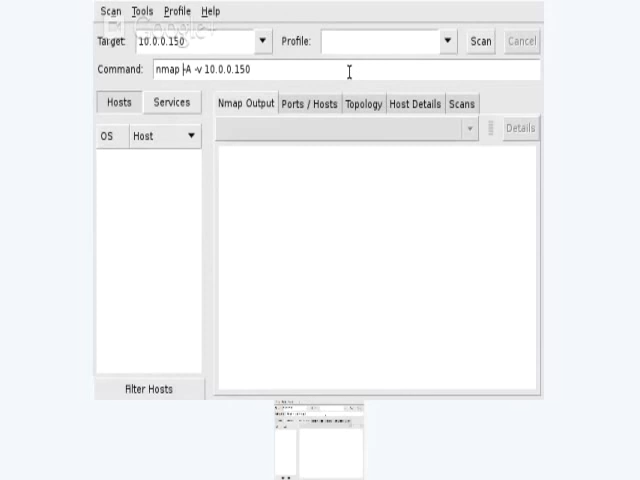 Scan Tools Profile Help
Google+
Target: 10.0.0.150 Profile: Scan Cancel
Command: nmap -A -v 10.0.0.150
Hosts Services Nmap Output Ports / Hosts Topology Host Details Scans
OS Host Details
Filter Hosts